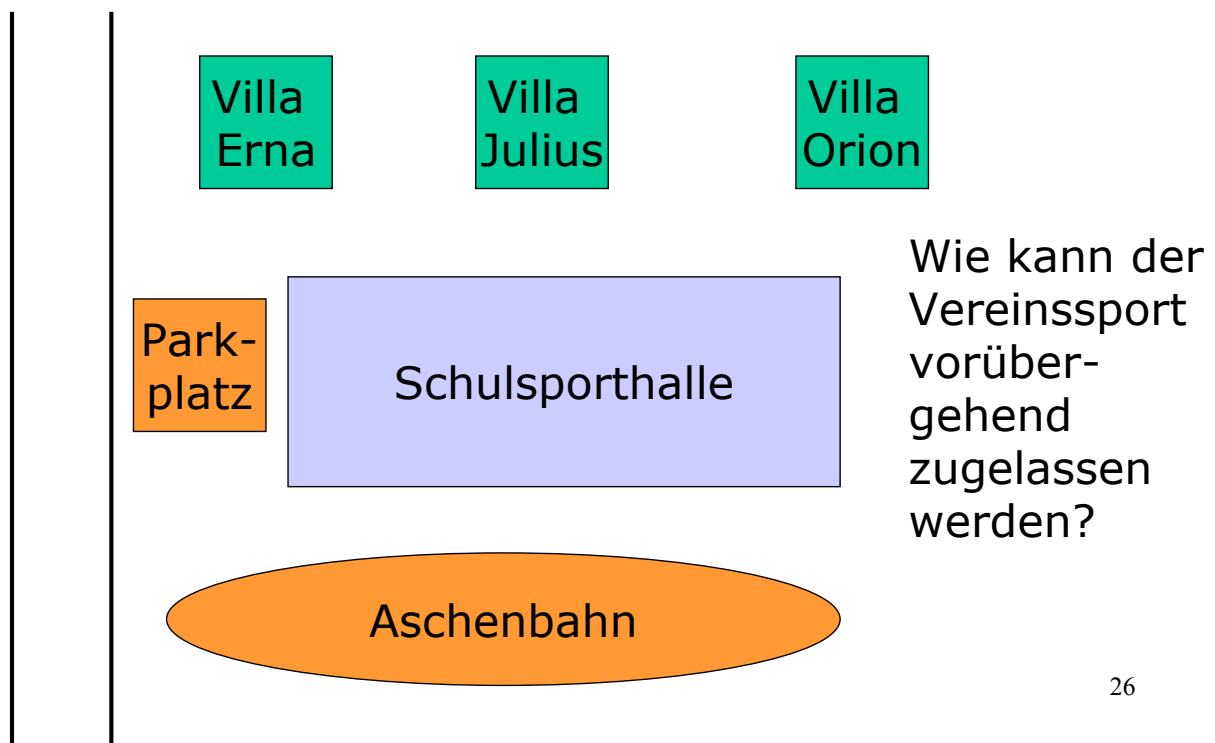 Villa
Erna
Villa
Julius
Villa
Orion
Wie kann der
Vereinssport
vorüber-
gehend
zugelassen
werden?
Park-
platz
Schulsporthalle
Aschenbahn
26